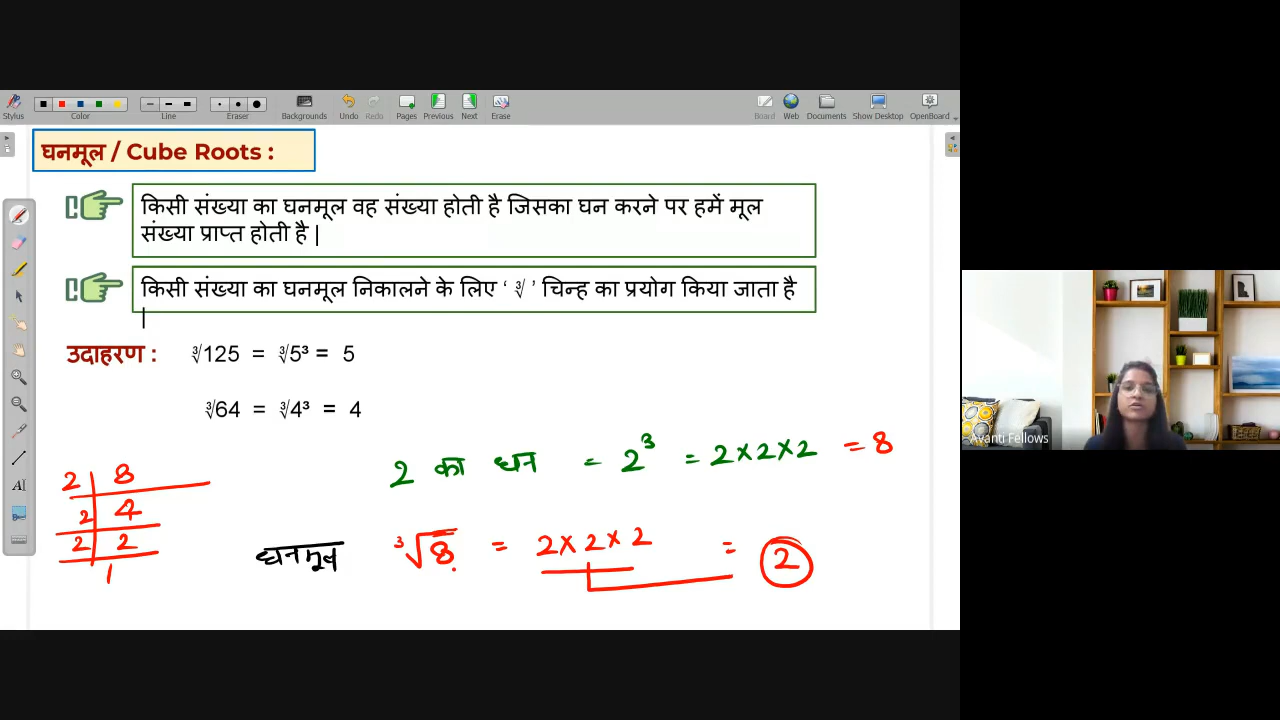 Stylus
Color
Line
Eraser
Backgrounds
Undo
Redo
Pages
Previous
Next
Erase
Board
Web
Documents
Show Desktop
OpenBoard
घनमूल / Cube Roots :
किसी संख्या का घनमूल वह संख्या होती है जिसका घन करने पर हमें मूल
संख्या प्राप्त होती है |
किसी संख्या का घनमूल निकालने के लिए ‘ ∛ ’ चिन्ह का प्रयोग किया जाता है
|
उदाहरण : ∛125 = ∛5³ = 5
∛64 = ∛4³ = 4
2 का घन = 2³ = 2×2×2 = 8
2 | 8
2 | 4
2 | 2
1
घनमूल ³√8 = 2×2×2 = 2
Avanti Fellows